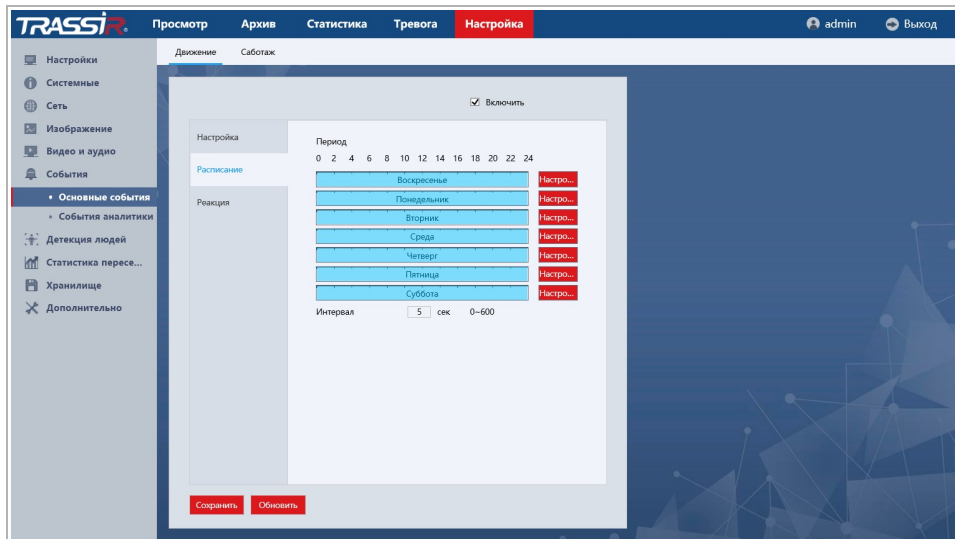 TRASSIR Просмотр Архив Статистика Тревога Настройка admin Выход
Движение Саботаж
Настройки
Системные
Сеть
Изображение
Видео и аудио
События
Основные события
События аналитики
Детекция людей
Статистика пересе...
Хранилище
Дополнительно
Включить
Настройка
Расписание
Реакция
Период
0 2 4 6 8 10 12 14 16 18 20 22 24
Воскресенье Настро...
Понедельник Настро...
Вторник Настро...
Среда Настро...
Четверг Настро...
Пятница Настро...
Суббота Настро...
Интервал 5 сек 0~600
Сохранить Обновить